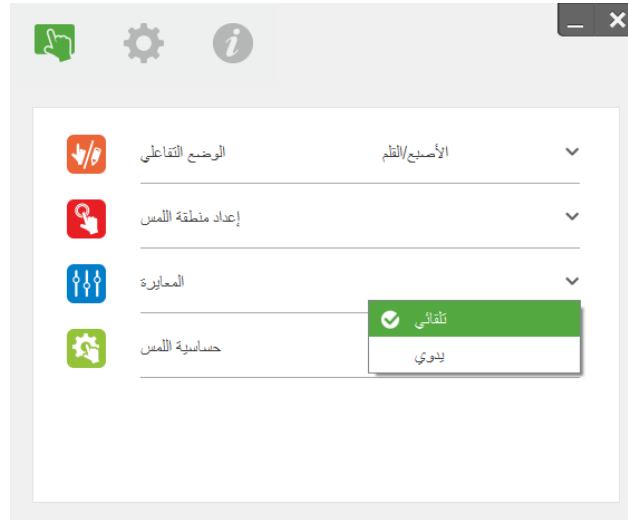 الوضع التفاعلي
الأصبع/القلم
إعداد منطقة اللمس
المعايرة
تلقائي
حساسية اللمس
يدوي